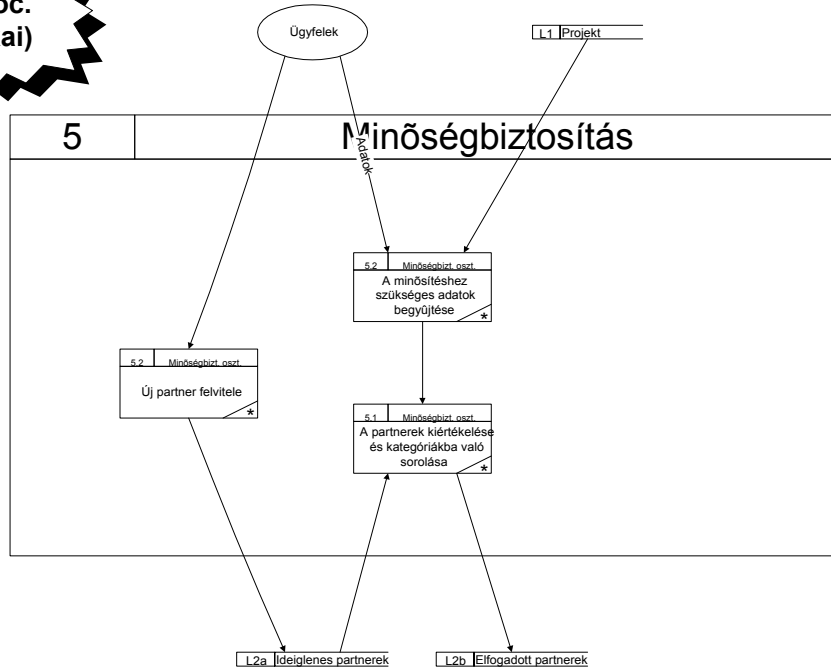 ai)
Ügyfelek
L1 Projekt
5 Minõségbiztosítás
Adatok
5.2 Minõségbizt. oszt.
A minõsítéshez
szükséges adatok
begyûjtése
*
5.2 Minõségbizt. oszt.
Új partner felvitele
*
5.1 Minõségbizt. oszt.
A partnerek kiértékelése
és kategóriákba való
sorolása
*
L2a Ideiglenes partnerek
L2b Elfogadott partnerek